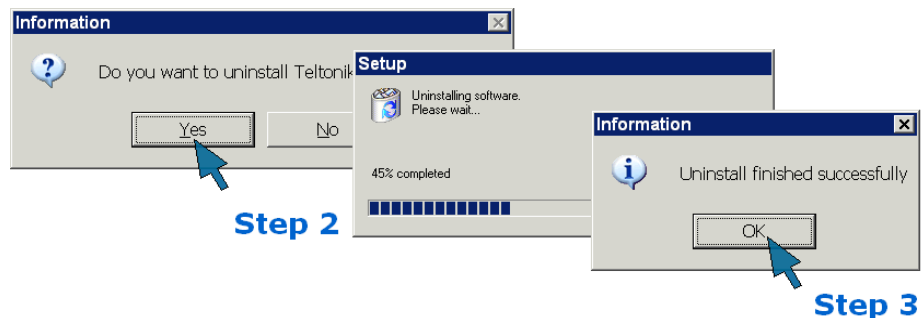 Information
Do you want to uninstall Teltonik
Yes
No
Step 2
Setup
Uninstalling software.
Please wait...
45% completed
Information
Uninstall finished successfully
OK
Step 3